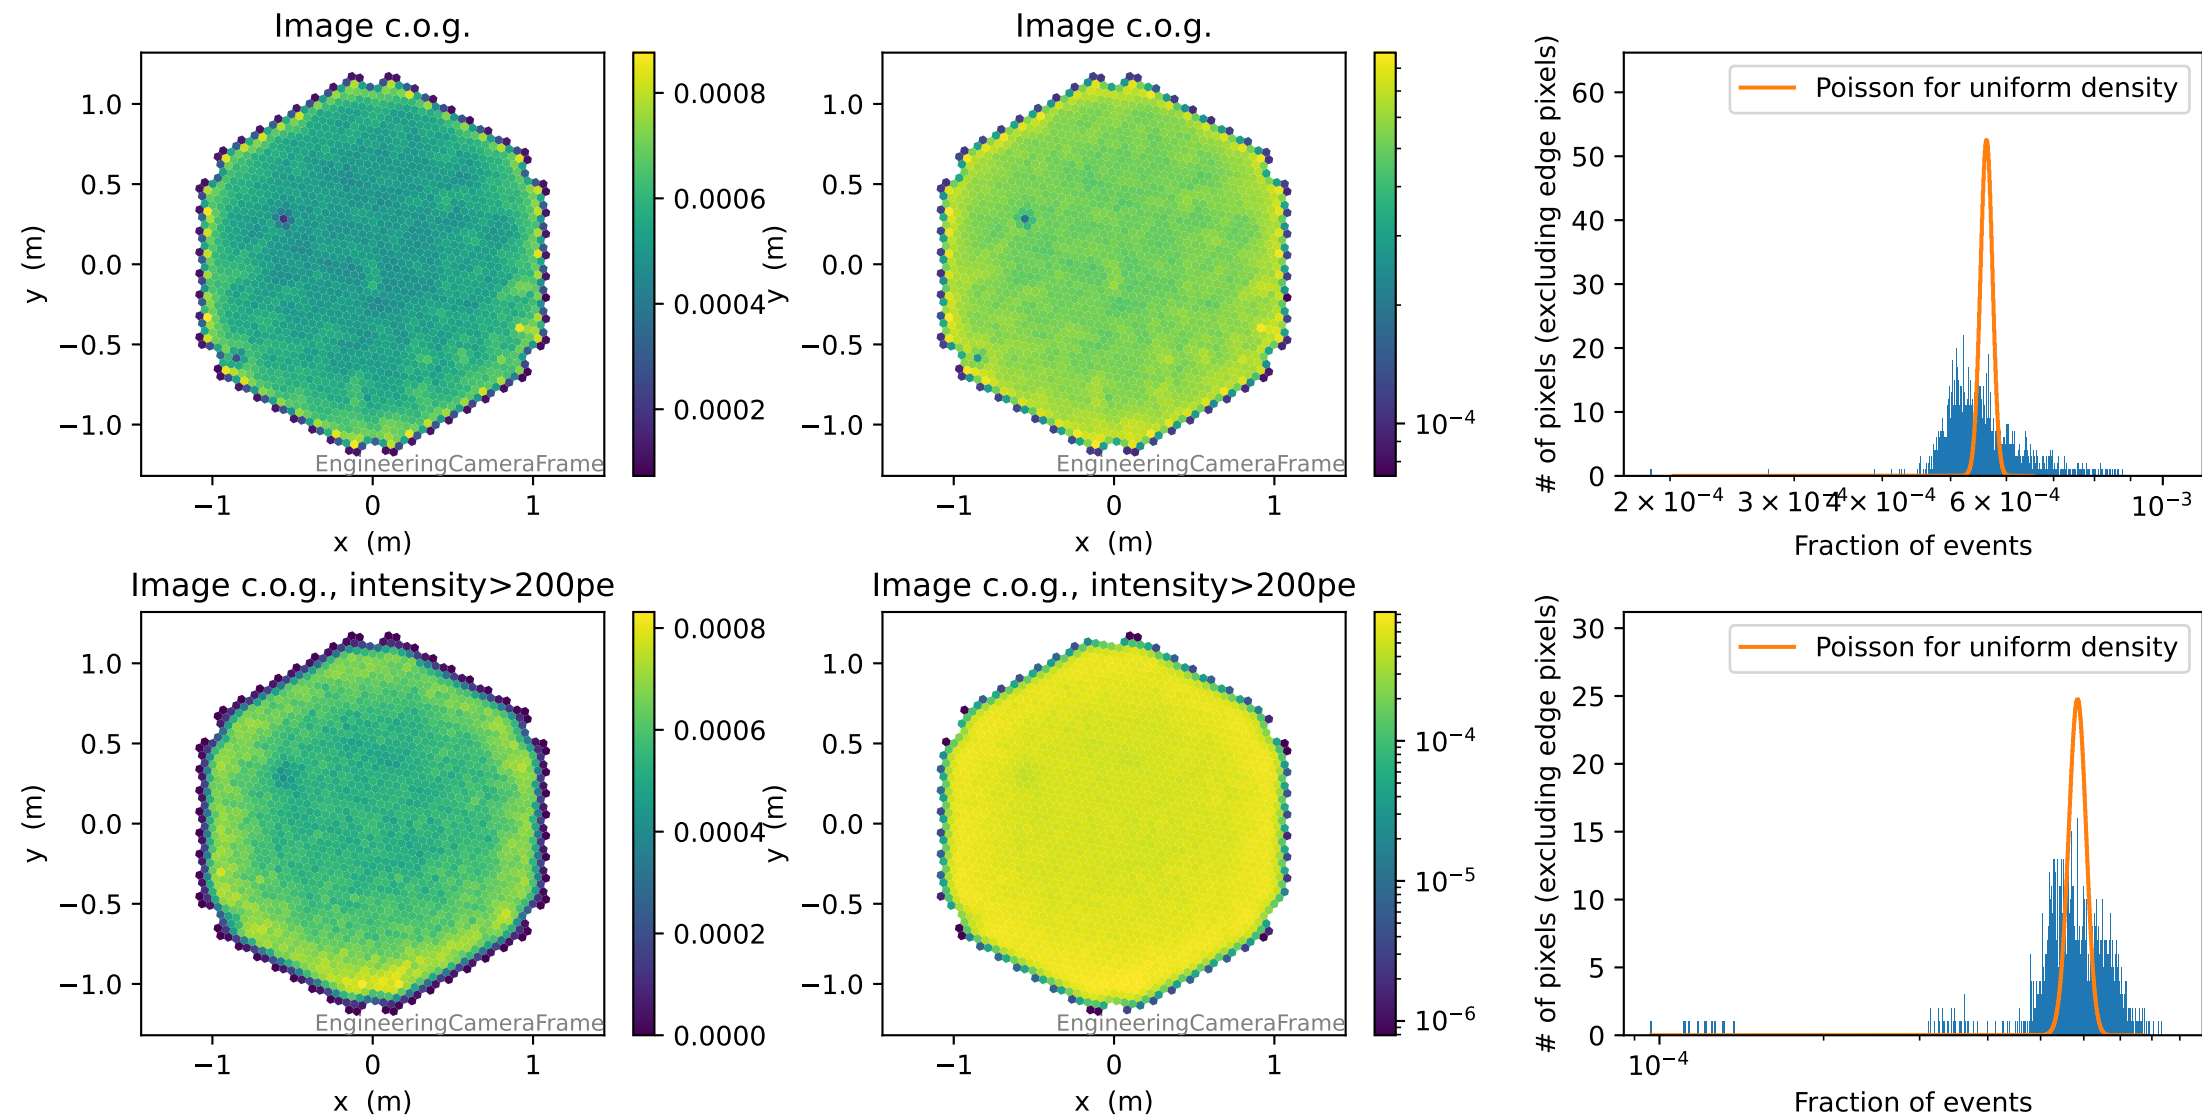 Image c.o.g.
1.0
0.5
0.0
−0.5
−1.0
y (m)
−1 0 1
x (m)
EngineeringCameraFrame
0.0008
0.0006
0.0004
0.0002
Image c.o.g.
1.0
0.5
0.0
−0.5
−1.0
y (m)
−1 0 1
x (m)
EngineeringCameraFrame
10⁻⁴
Poisson for uniform density
# of pixels (excluding edge pixels)
60
50
40
30
20
10
0
2 × 10⁻⁴ 3 × 10⁻⁴ 4 × 10⁻⁴ 6 × 10⁻⁴ 10⁻³
Fraction of events
Image c.o.g., intensity>200pe
1.0
0.5
0.0
−0.5
−1.0
y (m)
−1 0 1
x (m)
EngineeringCameraFrame
0.0008
0.0006
0.0004
0.0002
0.0000
Image c.o.g., intensity>200pe
1.0
0.5
0.0
−0.5
−1.0
y (m)
−1 0 1
x (m)
EngineeringCameraFrame
10⁻⁴
10⁻⁵
10⁻⁶
Poisson for uniform density
# of pixels (excluding edge pixels)
30
25
20
15
10
5
0
10⁻⁴
Fraction of events